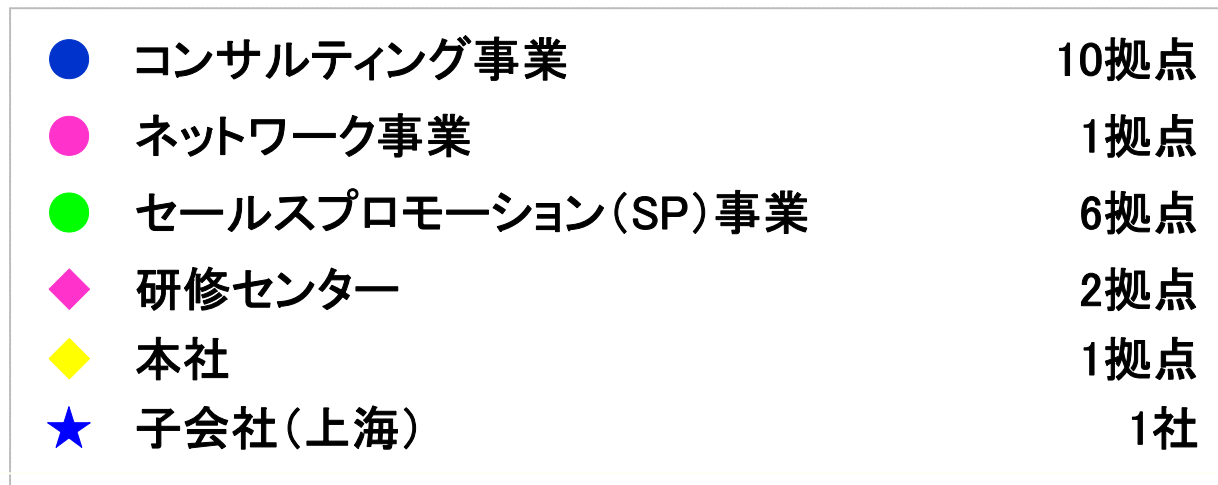 コンサルティング事業 10拠点
ネットワーク事業 1拠点
セールスプロモーション（SP）事業 6拠点
研修センター 2拠点
本社 1拠点
子会社（上海） 1社